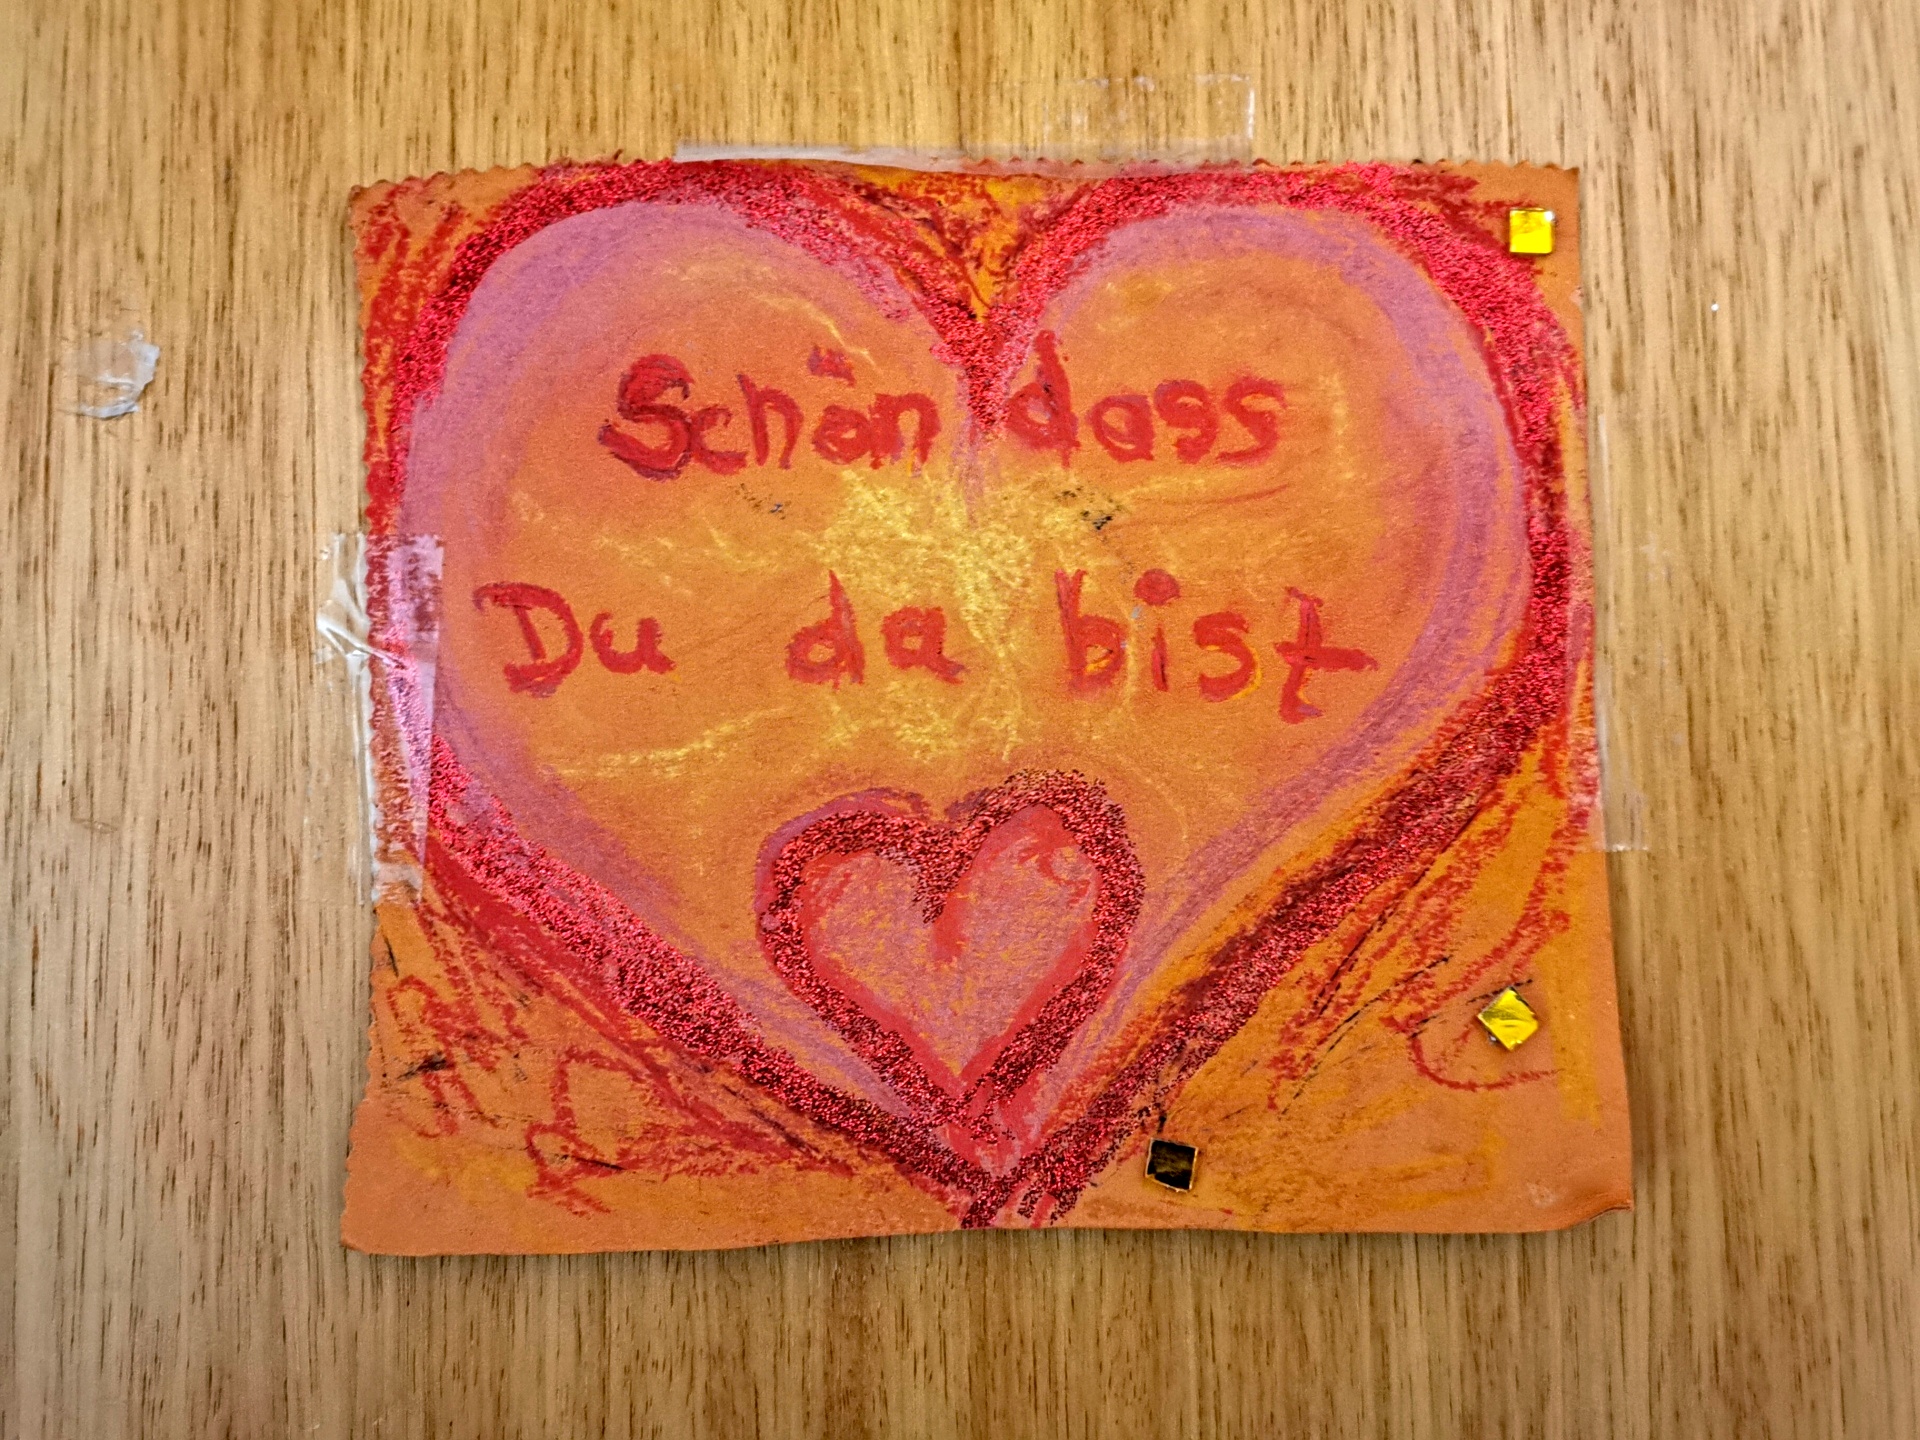 Schön dass
Du da bist